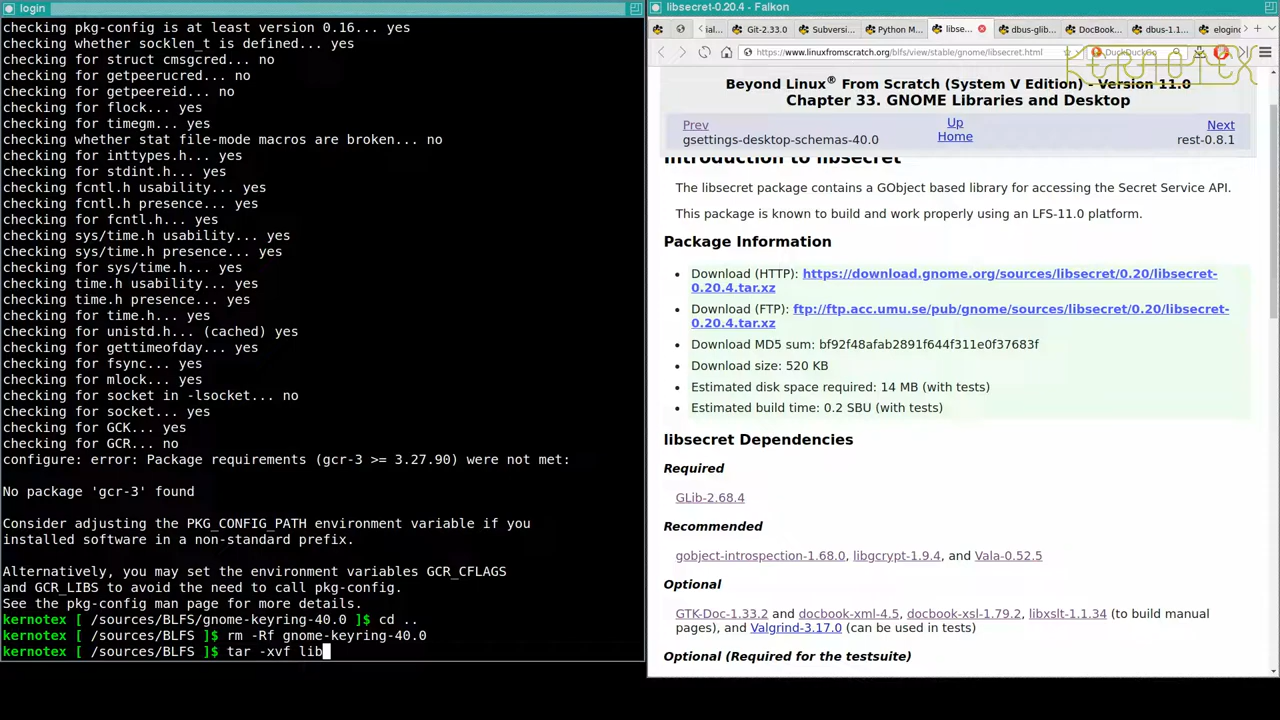 login
checking pkg-config is at least version 0.16... yes
checking whether socklen_t is defined... yes
checking for struct cmsgcred... no
checking for getpeerucred... no
checking for getpeereid... no
checking for flock... yes
checking for timegm... yes
checking whether stat file-mode macros are broken... no
checking for inttypes.h... yes
checking for stdint.h... yes
checking fcntl.h usability... yes
checking fcntl.h presence... yes
checking for fcntl.h... yes
checking sys/time.h usability... yes
checking sys/time.h presence... yes
checking for sys/time.h... yes
checking time.h usability... yes
checking time.h presence... yes
checking for time.h... yes
checking for unistd.h... (cached) yes
checking for gettimeofday... yes
checking for fsync... yes
checking for mlock... yes
checking for socket in -lsocket... no
checking for socket... yes
checking for GCK... yes
checking for GCR... no
configure: error: Package requirements (gcr-3 >= 3.27.90) were not met:
No package 'gcr-3' found
Consider adjusting the PKG_CONFIG_PATH environment variable if you
installed software in a non-standard prefix.
Alternatively, you may set the environment variables GCR_CFLAGS
and GCR_LIBS to avoid the need to call pkg-config.
See the pkg-config man page for more details.
kernotex [ /sources/BLFS/gnome-keyring-40.0 ]$ cd ..
kernotex [ /sources/BLFS ]$ rm -Rf gnome-keyring-40.0
kernotex [ /sources/BLFS ]$ tar -xvf lib
libsecret-0.20.4 - Falkon
ial... Git-2.33.0 Subversi... Python M... libse... dbus-glib... DocBook... dbus-1.1... elogind
https://www.linuxfromscratch.org/blfs/view/stable/gnome/libsecret.html DuckDuckGo
KERNOTEX
Beyond Linux® From Scratch (System V Edition) - Version 11.0
Chapter 33. GNOME Libraries and Desktop
Prev Up Next
gsettings-desktop-schemas-40.0 Home rest-0.8.1
Introduction to libsecret
The libsecret package contains a GObject based library for accessing the Secret Service API.
This package is known to build and work properly using an LFS-11.0 platform.
Package Information
• Download (HTTP): https://download.gnome.org/sources/libsecret/0.20/libsecret-
0.20.4.tar.xz
• Download (FTP): ftp://ftp.acc.umu.se/pub/gnome/sources/libsecret/0.20/libsecret-
0.20.4.tar.xz
• Download MD5 sum: bf92f48afab2891f644f311e0f37683f
• Download size: 520 KB
• Estimated disk space required: 14 MB (with tests)
• Estimated build time: 0.2 SBU (with tests)
libsecret Dependencies
Required
GLib-2.68.4
Recommended
gobject-introspection-1.68.0, libgcrypt-1.9.4, and Vala-0.52.5
Optional
GTK-Doc-1.33.2 and docbook-xml-4.5, docbook-xsl-1.79.2, libxslt-1.1.34 (to build manual
pages), and Valgrind-3.17.0 (can be used in tests)
Optional (Required for the testsuite)